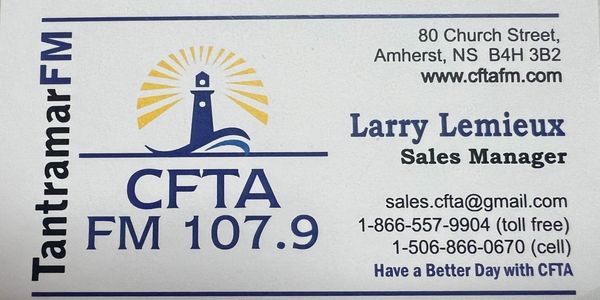 TantramarFM
CFTA
FM 107.9
80 Church Street,
Amherst, NS B4H 3B2
www.cftafm.com
Larry Lemieux
Sales Manager
sales.cfta@gmail.com
1-866-557-9904 (toll free)
1-506-866-0670 (cell)
Have a Better Day with CFTA